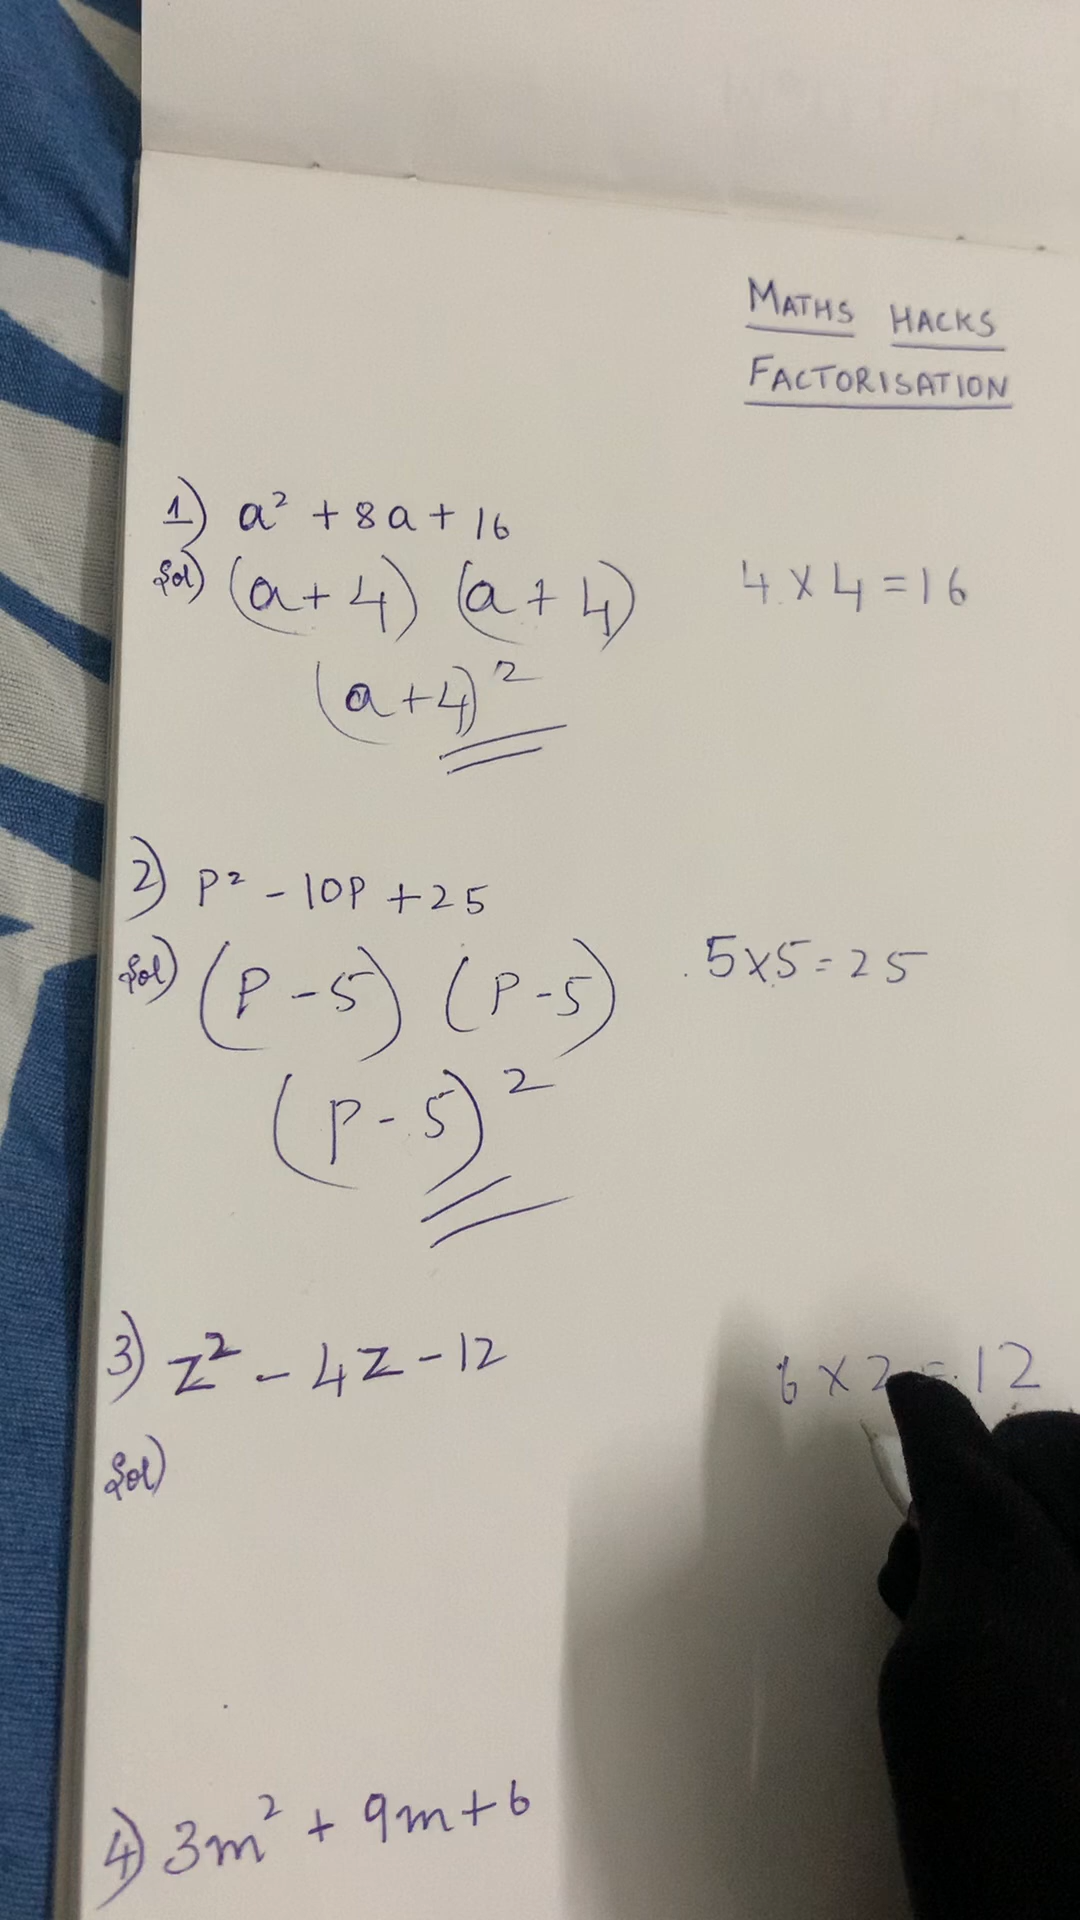 MATHS HACKS
FACTORISATION
1) a² + 8a + 16
Sol) (a + 4) (a + 4) 4 × 4 = 16
(a + 4)²
2) P² - 10P + 25
Sol) (P - 5) (P - 5) 5×5 = 25
(P - 5)²
3) z² - 4z - 12 6 × 2 = 12
Sol)
4) 3m² + 9m + 6